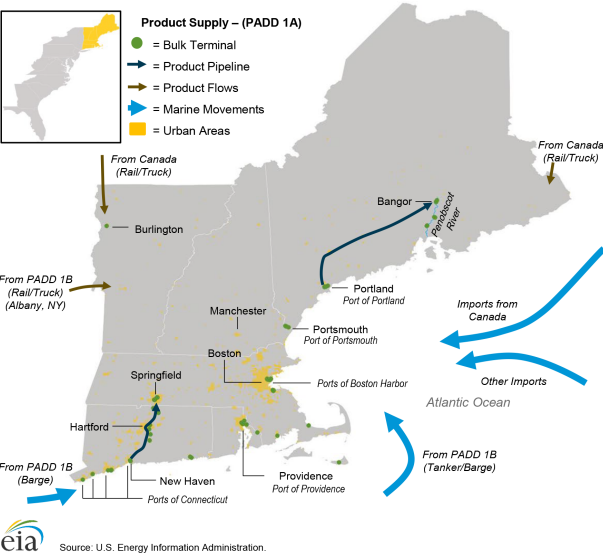 Product Supply – (PADD 1A)
= Bulk Terminal
= Product Pipeline
= Product Flows
= Marine Movements
= Urban Areas
From Canada
(Rail/Truck)
From Canada
(Rail/Truck)
Bangor
Penobscot
River
Burlington
From PADD 1B
(Rail/Truck)
(Albany, NY)
Portland
Port of Portland
Imports from
Canada
Manchester
Portsmouth
Port of Portsmouth
Boston
Springfield
Ports of Boston Harbor
Other Imports
Atlantic Ocean
Hartford
From PADD 1B
(Tanker/Barge)
From PADD 1B
(Barge)
New Haven
Ports of Connecticut
Providence
Port of Providence
eia
Source: U.S. Energy Information Administration.